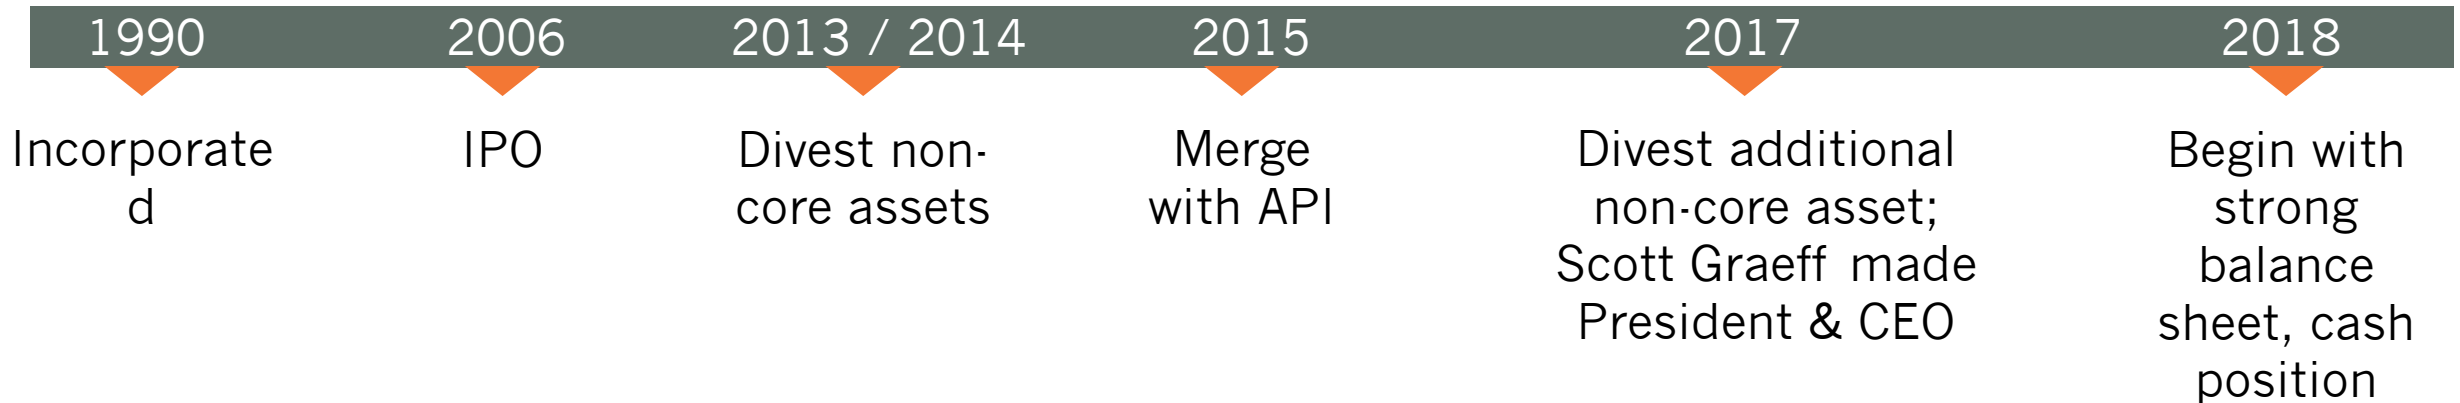 1990 2006 2013 / 2014 2015 2017 2018
Incorporate
d
IPO
Divest non-
core assets
Merge
with API
Divest additional
non-core asset;
Scott Graeff made
President & CEO
Begin with
strong
balance
sheet, cash
position